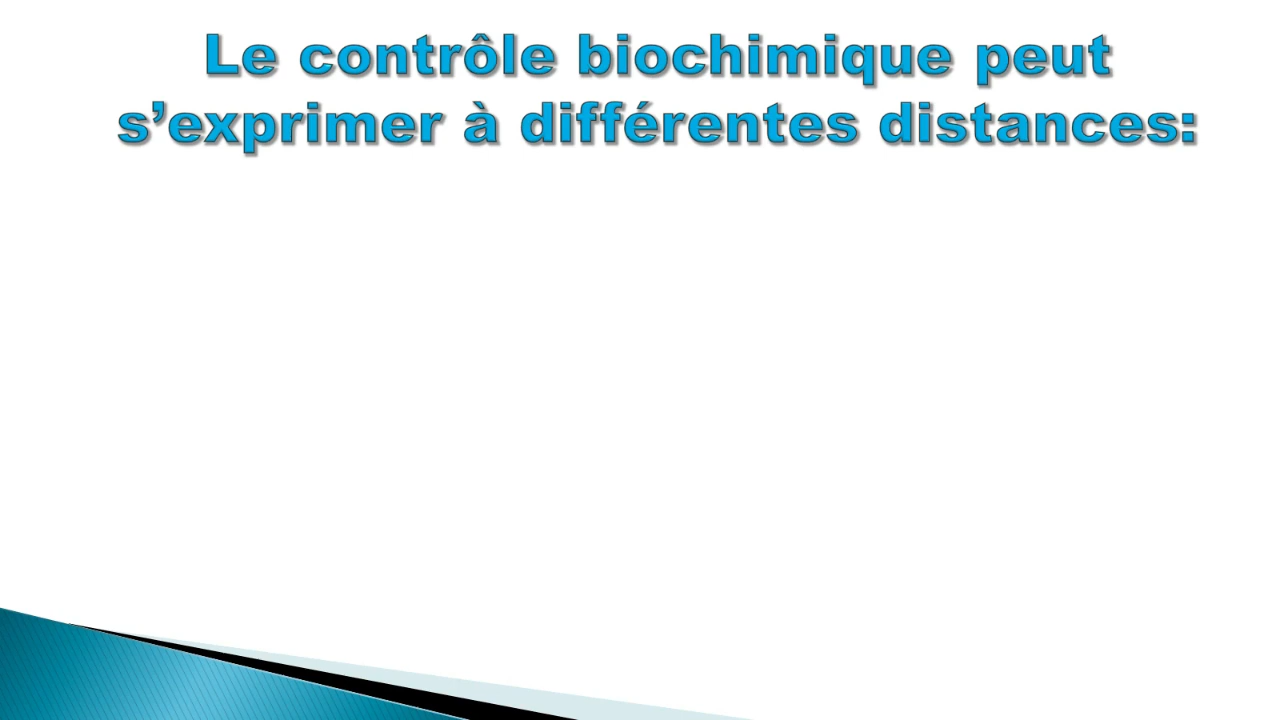 Le contrôle biochimique peut
s’exprimer à différentes distances: